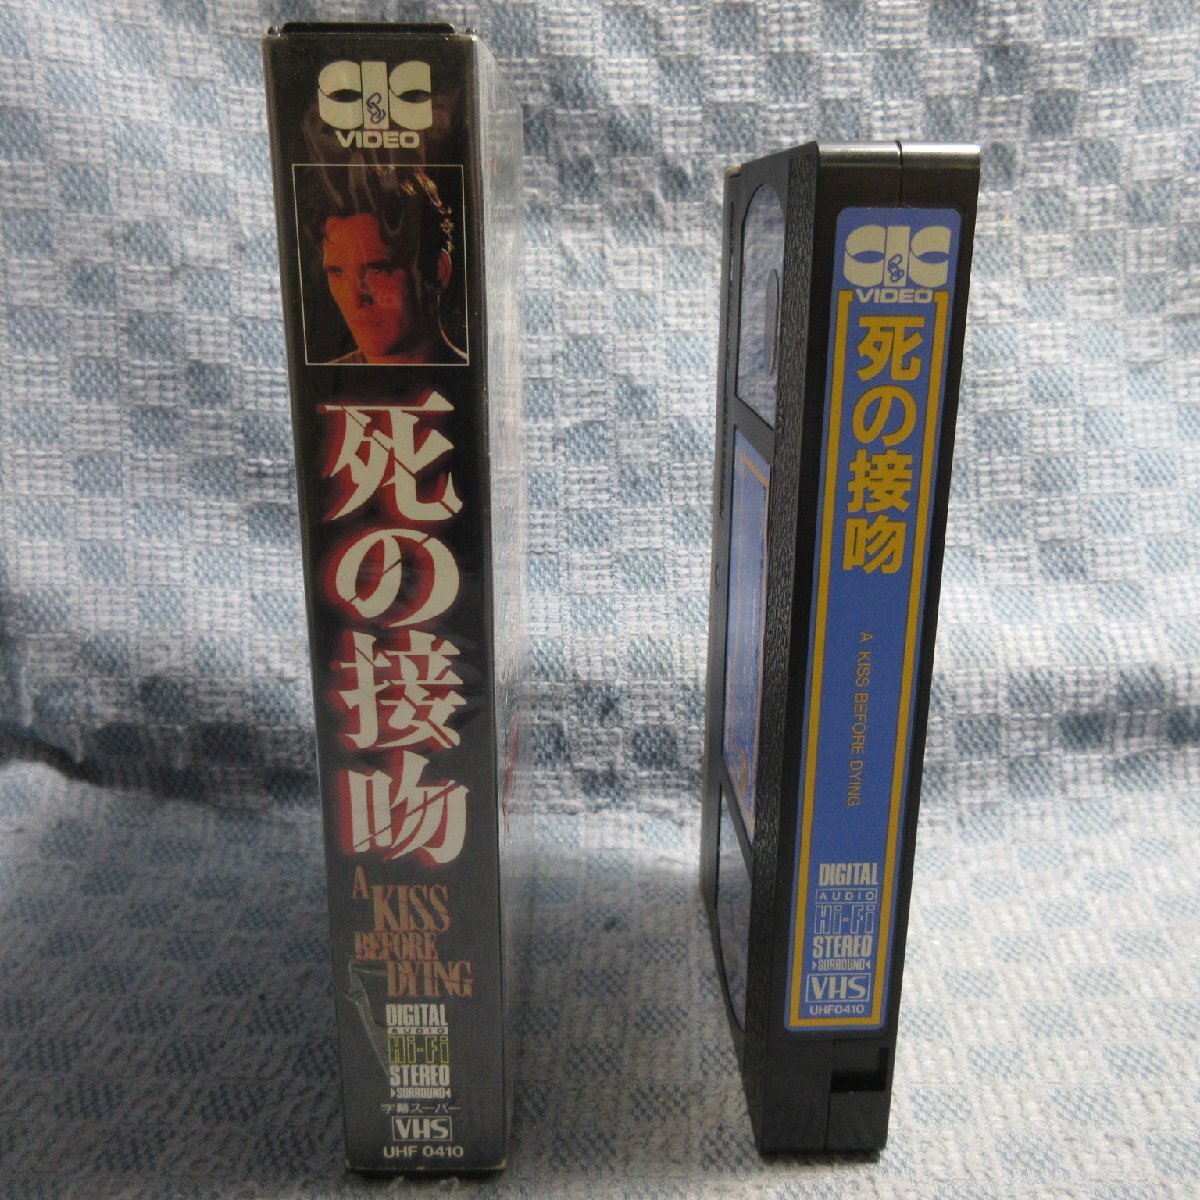 CIC
VIDEO
死の接吻
A
KISS
BEFORE
DYING
DIGITAL
AUDIO
Hi-Fi
STEREO
▶SURROUND◀
字幕スーパー
VHS
UHF 0410
CIC
VIDEO
死の接吻
A KISS BEFORE DYING
DIGITAL
AUDIO
Hi-Fi
STEREO
▶SURROUND◀
VHS
UHF0410